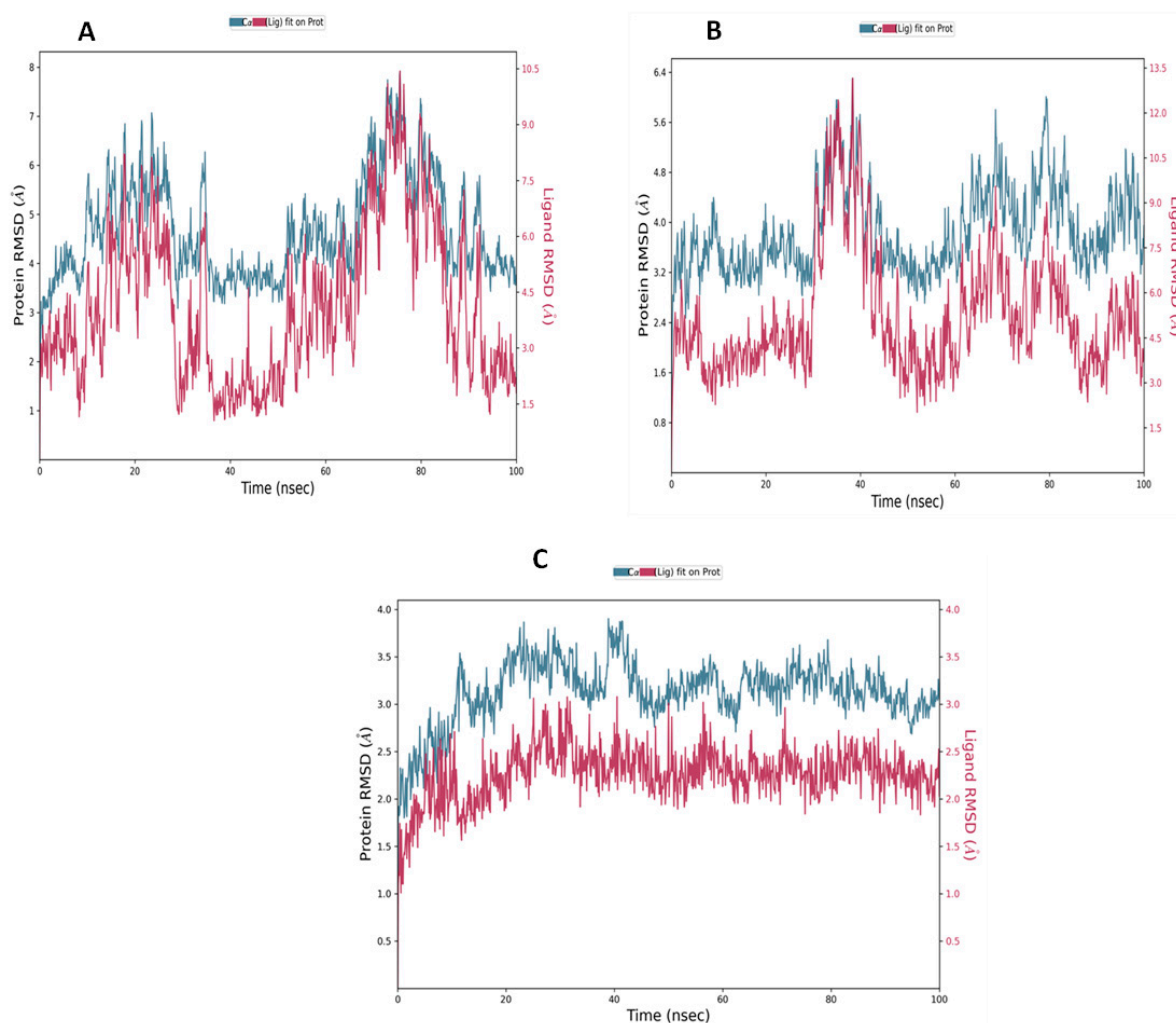 A
Cα (Lig) fit on Prot
Protein RMSD (Å)
8
7
6
5
4
3
2
1
10.5
9.0
7.5
6.0
4.5
3.0
1.5
Ligand RMSD (Å)
0 20 40 60 80 100
Time (nsec)
B
Cα (Lig) fit on Prot
Protein RMSD (Å)
6.4
5.6
4.8
4.0
3.2
2.4
1.6
0.8
13.5
12.0
10.5
9.0
7.5
6.0
4.5
3.0
1.5
Ligand RMSD (Å)
0 20 40 60 80 100
Time (nsec)
C
Cα (Lig) fit on Prot
Protein RMSD (Å)
4.0
3.5
3.0
2.5
2.0
1.5
1.0
0.5
4.0
3.5
3.0
2.5
2.0
1.5
1.0
0.5
Ligand RMSD (Å)
0 20 40 60 80 100
Time (nsec)